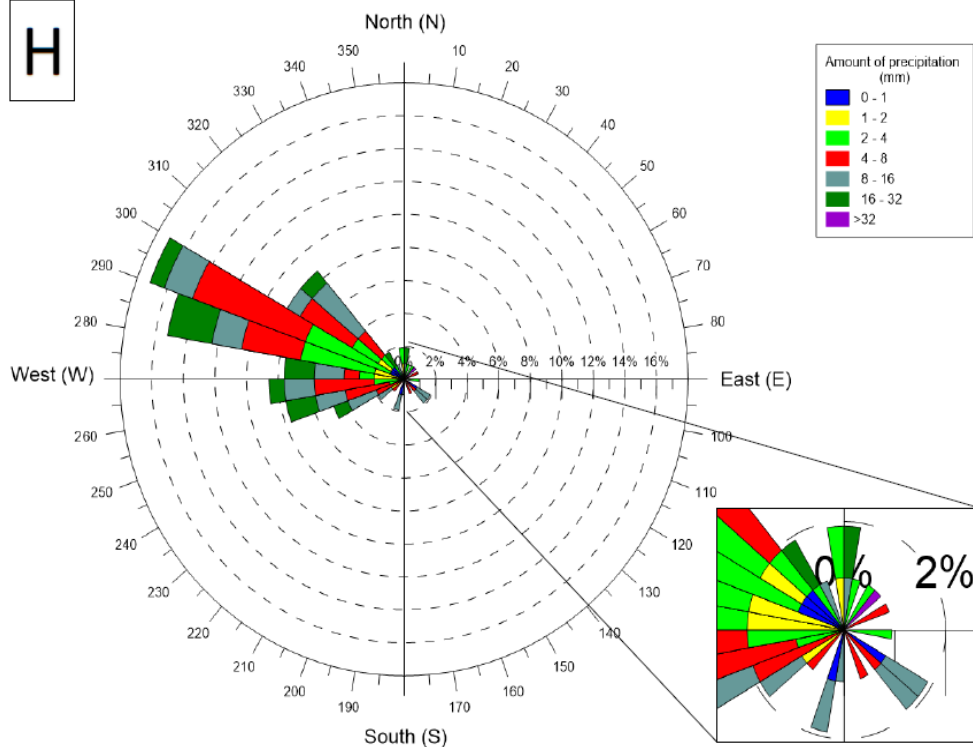 H
North (N)
350
10
340
20
330
30
320
40
310
50
300
60
290
70
280
80
West (W)
0% 2% 4% 6% 8% 10% 12% 14% 16%
East (E)
260
100
250
110
240
120
230
130
220
140
210
150
200
160
190
170
South (S)
Amount of precipitation
(mm)
0 - 1
1 - 2
2 - 4
4 - 8
8 - 16
16 - 32
>32
0% 2%